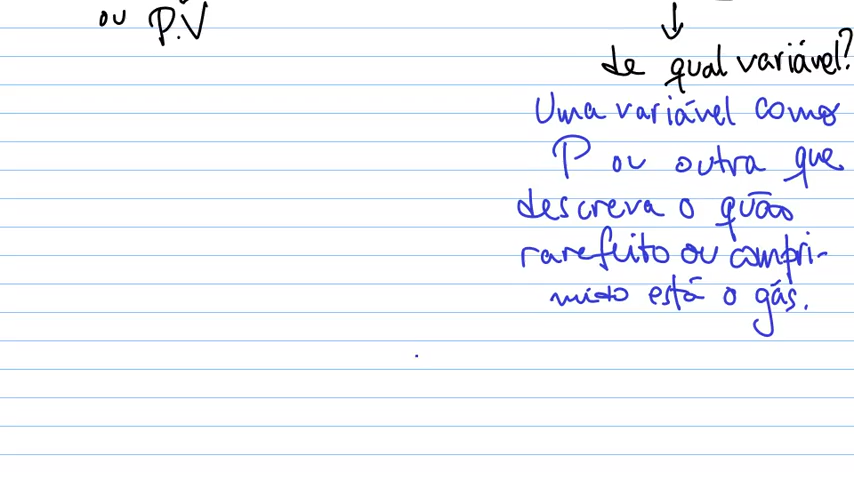 ou P.V
de qual variável?
Uma variável como
P ou outra que
descreva o quão
rarefeito ou compri-
mido está o gás.